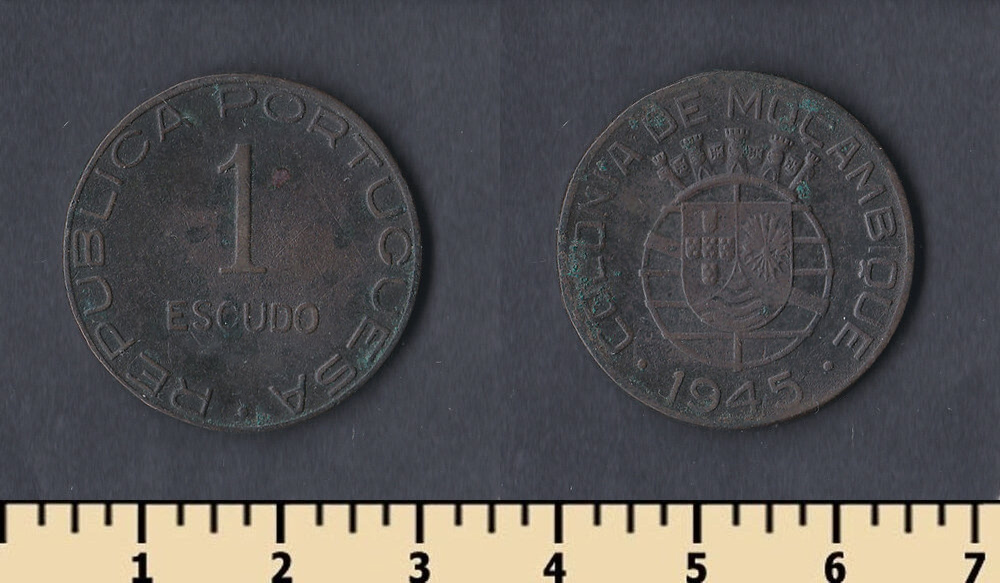 REPUBLICA PORTUGUESA
1
ESCUDO
COLONIA DE MOÇAMBIQUE
· 1945 ·
1 2 3 4 5 6 7